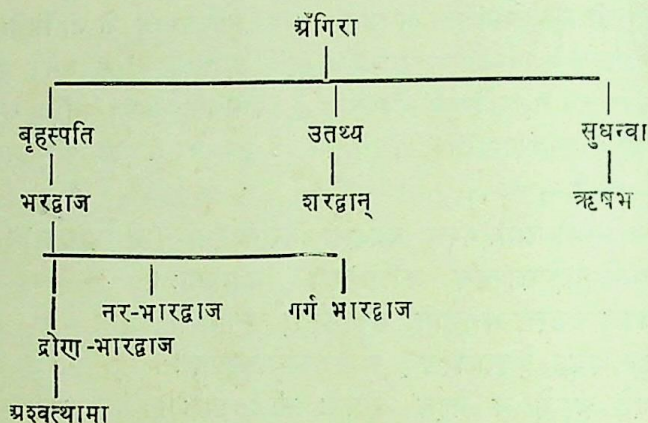 अँगिरा
बृहस्पति उतथ्य सुधन्वा
भरद्वाज शरद्वान् ऋषभ
नर-भारद्वाज गर्ग भारद्वाज
द्रोण-भारद्वाज
अश्वत्थामा